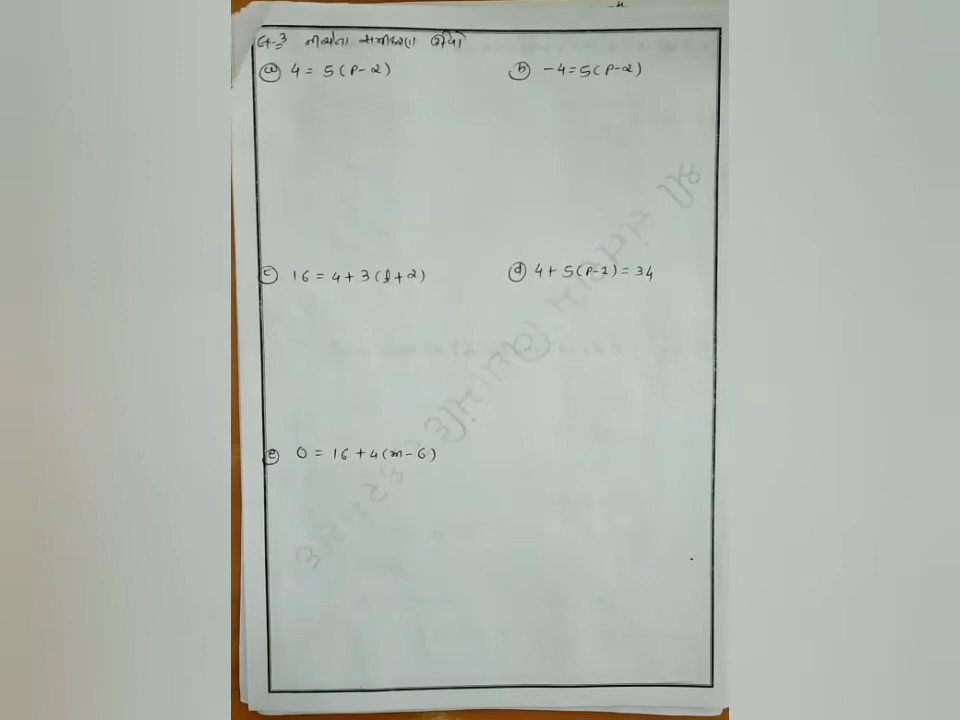 પ્ર-3 નીચેના સમીકરણો ઉકેલો
(a) 4 = 5(P-2)
(b) -4=5(P-2)
(c) 16 = 4+3(t+2)
(d) 4+5(P-1)=34
(e) 0 = 16+4(m-6)